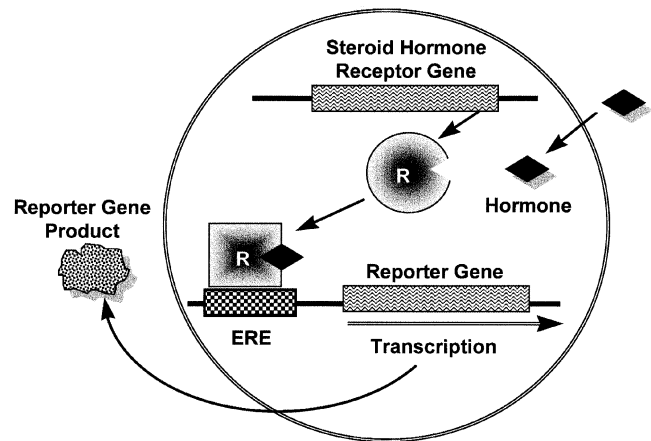 Steroid Hormone
Receptor Gene
R
Hormone
Reporter Gene
Product
R
Reporter Gene
ERE
Transcription